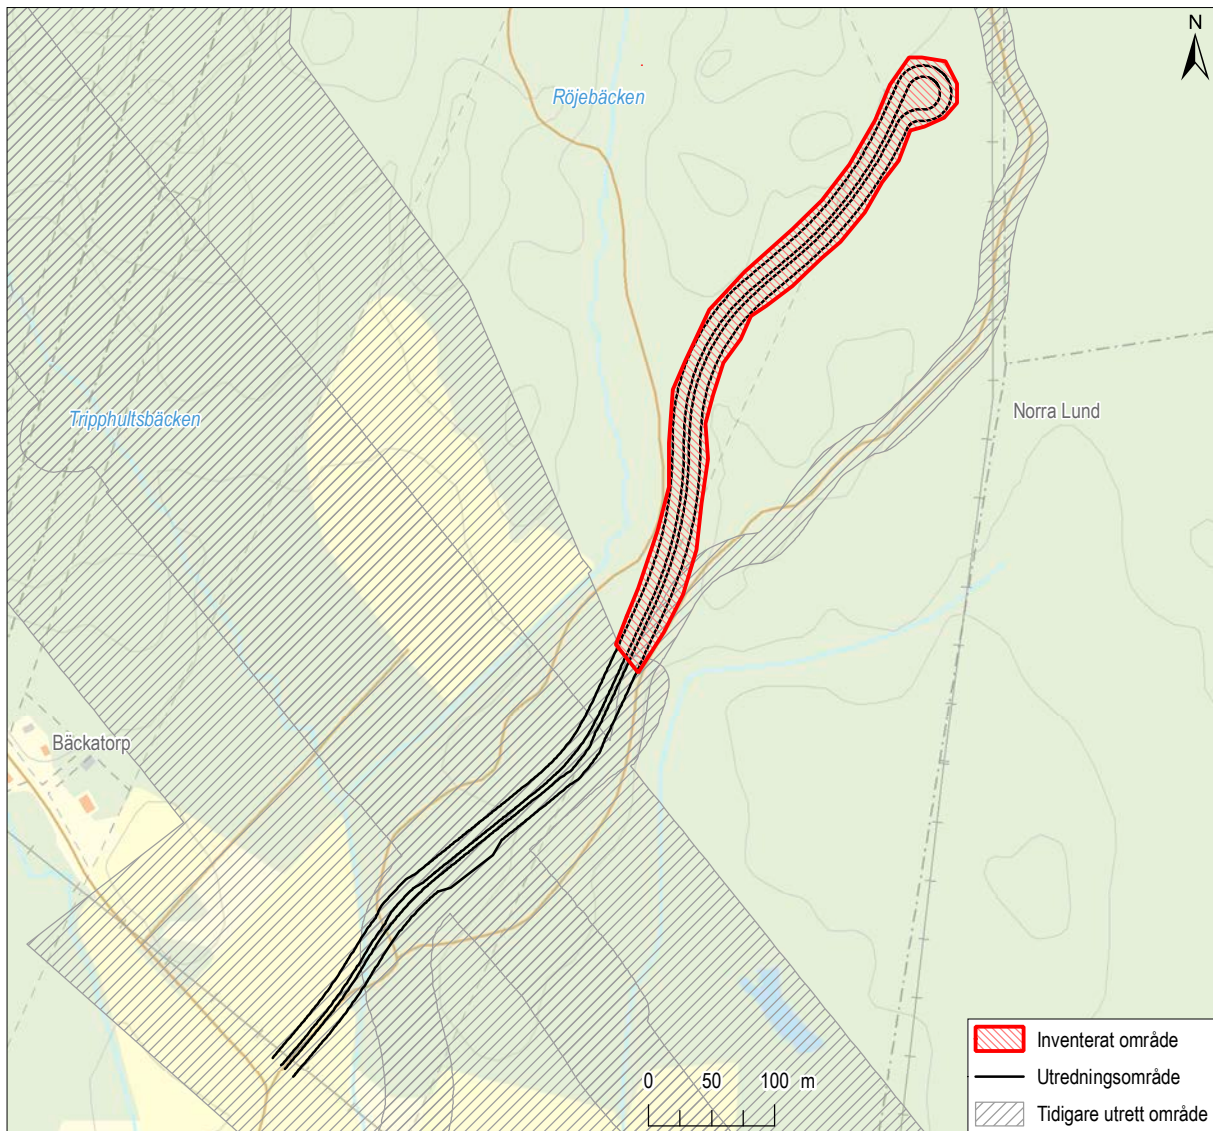 N
Röjebäcken
Tripphultsbäcken
Norra Lund
Bäckatorp
0 50 100 m
Inventerat område
Utredningsområde
Tidigare utrett område